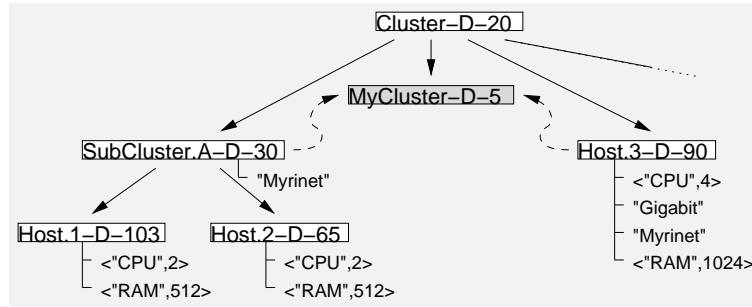 Cluster–D–20
MyCluster–D–5
SubCluster.A–D–30
Host.3–D–90
"Myrinet"
<"CPU",4>
"Gigabit"
"Myrinet"
<"RAM",1024>
Host.1–D–103
Host.2–D–65
<"CPU",2>
<"CPU",2>
<"RAM",512>
<"RAM",512>